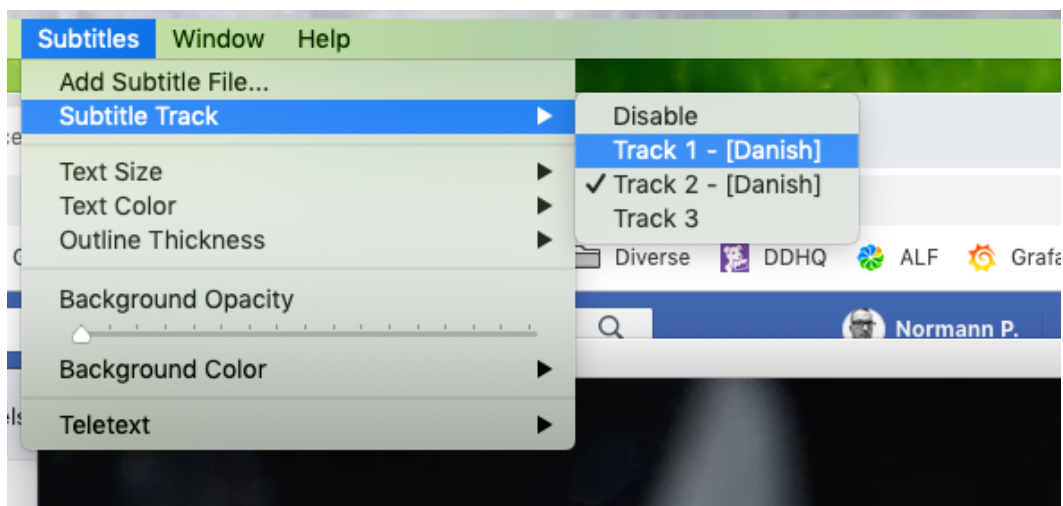 Subtitles Window Help
Add Subtitle File...
Subtitle Track
Disable
Track 1 - [Danish]
✓ Track 2 - [Danish]
Track 3
Text Size
Text Color
Outline Thickness
Diverse DDHQ ALF
Background Opacity
Normann P.
Background Color
Teletext